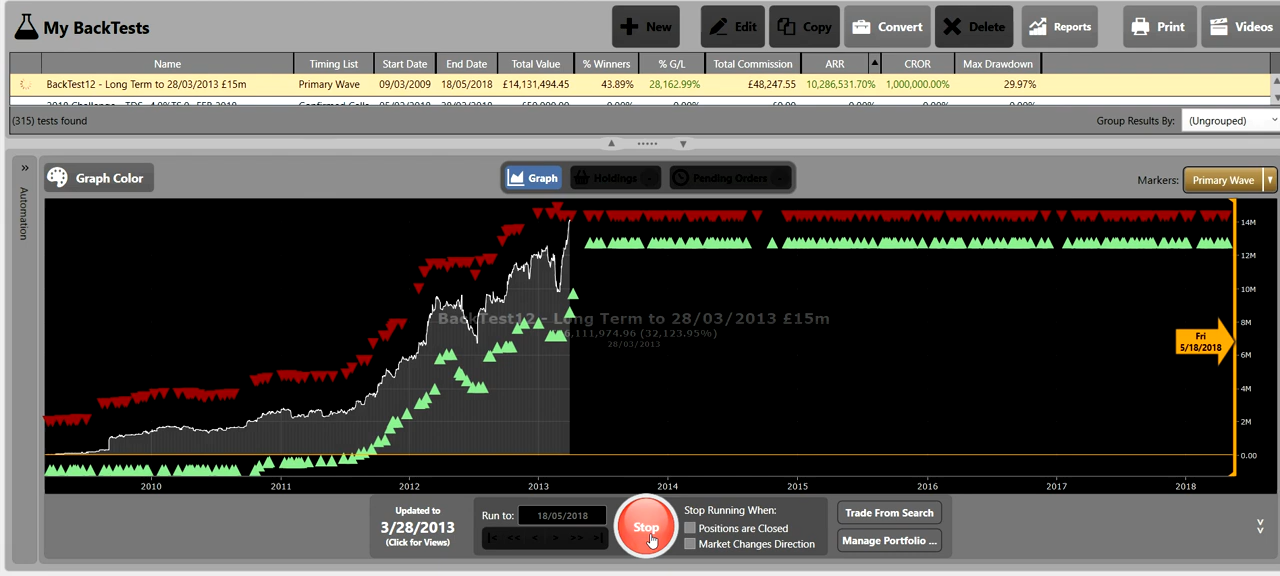 My BackTests
New Edit Copy Convert Delete Reports Print Videos
Name Timing List Start Date End Date Total Value % Winners % G/L Total Commission ARR CROR Max Drawdown
BackTest12 - Long Term to 28/03/2013 £15m Primary Wave 09/03/2009 18/05/2018 £14,131,494.45 43.89% 28,162.99% £48,247.55 10,286,531.70% 1,000,000.00% 29.97%
(315) tests found Group Results By: (Ungrouped)
Automation
Graph Color Graph Holdings Pending Orders Markers: Primary Wave
14M
12M
10M
8M
6M
4M
2M
0.00
BackTest12 - Long Term to 28/03/2013 £15m
6,111,974.96 (32,123.95%)
28/03/2013
Fri
5/18/2018
2010 2011 2012 2013 2014 2015 2016 2017 2018
Updated to
3/28/2013
(Click for Views)
Run to: 18/05/2018
|< << < > >> >|
Stop
Stop Running When:
Positions are Closed
Market Changes Direction
Trade From Search
Manage Portfolio ...